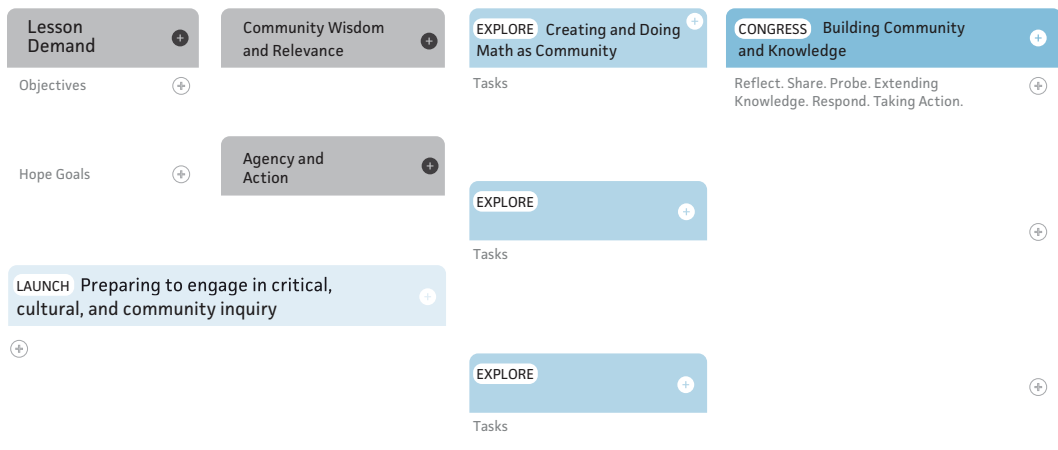 Lesson
Demand
Objectives
Hope Goals
Community Wisdom
and Relevance
Agency and
Action
LAUNCH Preparing to engage in critical,
cultural, and community inquiry
EXPLORE Creating and Doing
Math as Community
Tasks
EXPLORE
Tasks
EXPLORE
Tasks
CONGRESS Building Community
and Knowledge
Reflect. Share. Probe. Extending
Knowledge. Respond. Taking Action.